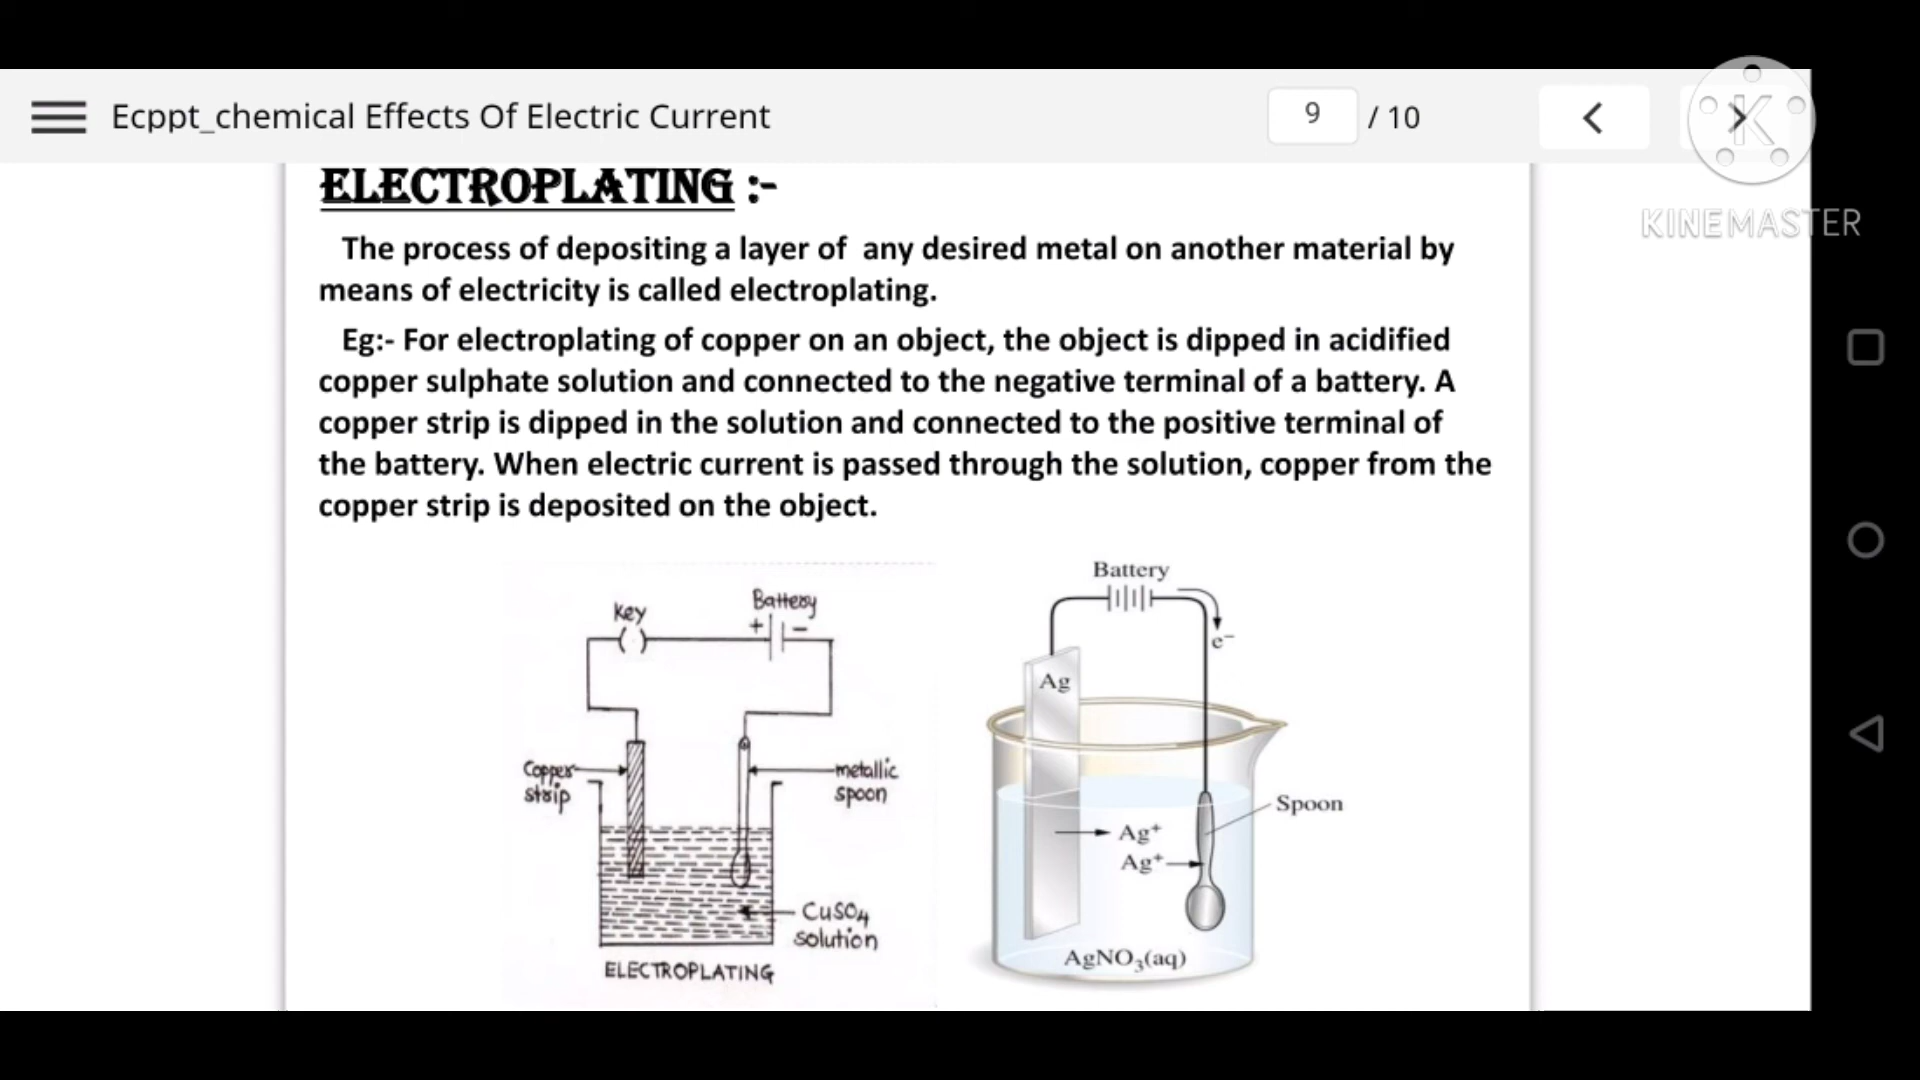 Ecppt_chemical Effects Of Electric Current
9 / 10
K
KINEMASTER
ELECTROPLATING :-
The process of depositing a layer of any desired metal on another material by
means of electricity is called electroplating.
Eg:- For electroplating of copper on an object, the object is dipped in acidified
copper sulphate solution and connected to the negative terminal of a battery. A
copper strip is dipped in the solution and connected to the positive terminal of
the battery. When electric current is passed through the solution, copper from the
copper strip is deposited on the object.
Key
Battery
+ −
Copper
strip
metallic
spoon
CuSO₄
solution
ELECTROPLATING
Battery
e⁻
Ag
Spoon
Ag⁺
Ag⁺
AgNO₃(aq)